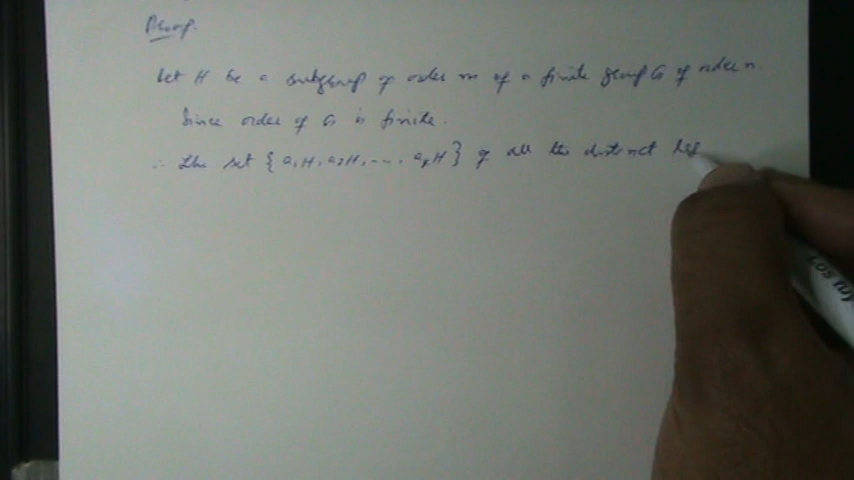 Proof.
Let H be a subgroup of order m of a finite group G of order n.
Since order of G is finite.
∴ The set {a₁H, a₂H, ...., aₖH} of all the distinct lef